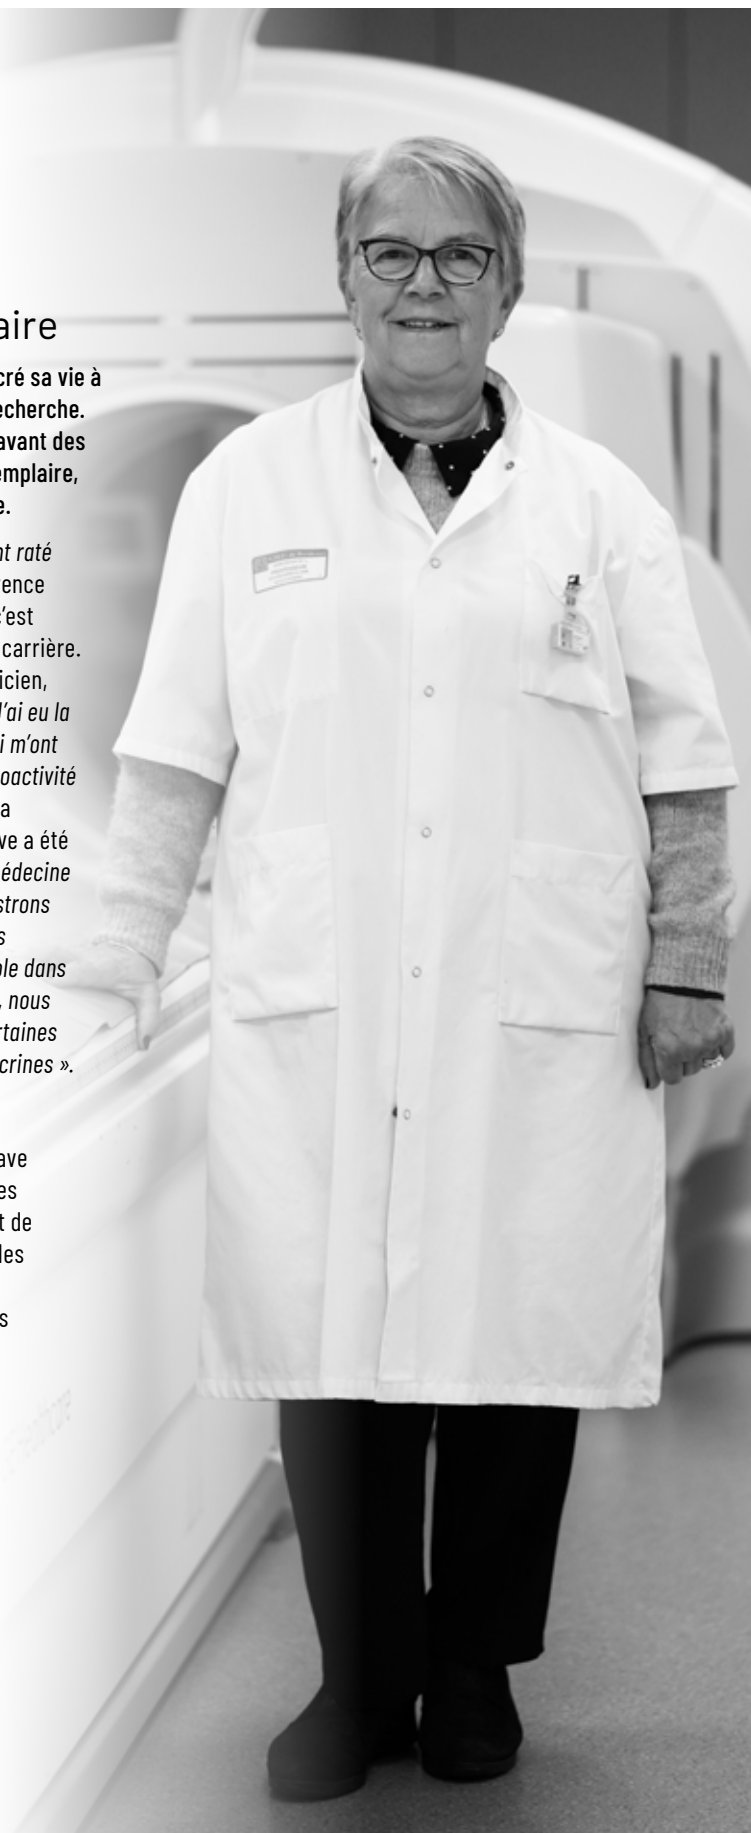 aire
cré sa vie à
echerche.
avant des
emplaire,
e.
nt raté
ence
c’est
carrière.
icien,
J’ai eu la
i m’ont
oactivité
a
ve a été
édecine
strons
s
ole dans
, nous
rtaines
crines ».
ave
es
t de
les
s